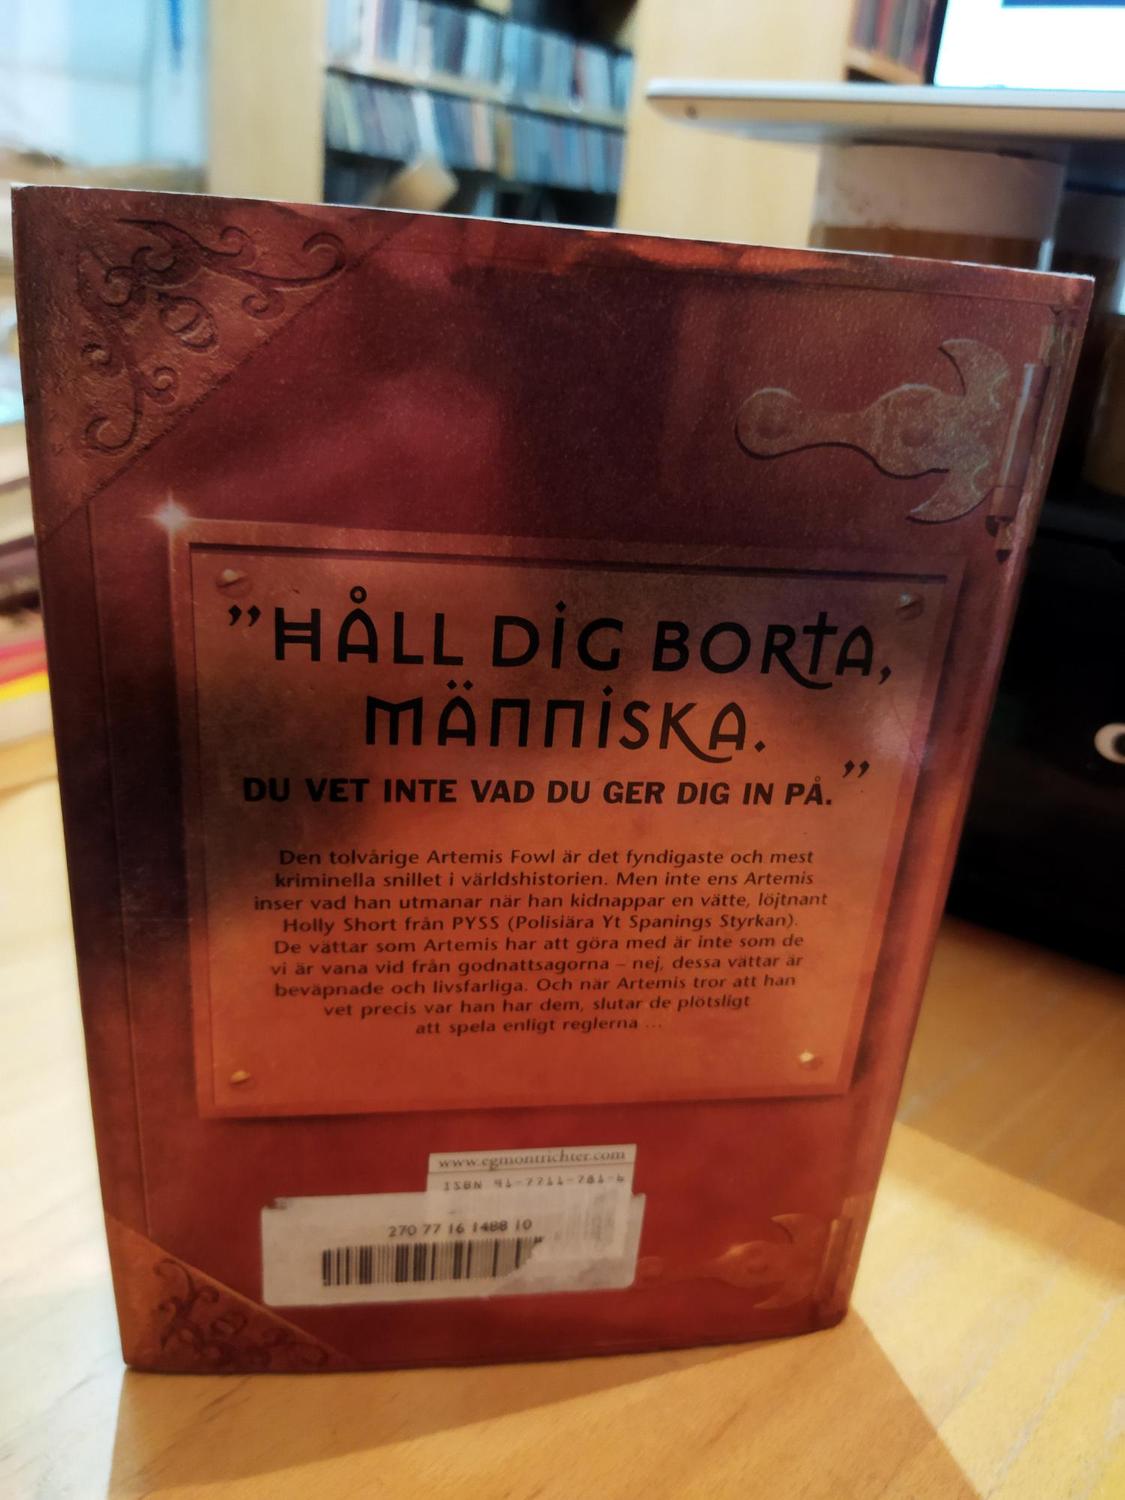 ”HÅLL DIG BORTA,
MÄNNISKA.
DU VET INTE VAD DU GER DIG IN PÅ.”
Den tolvårige Artemis Fowl är det fyndigaste och mest
kriminella snillet i världshistorien. Men inte ens Artemis
inser vad han utmanar när han kidnappar en vätte, löjtnant
Holly Short från PYSS (Polisiära Yt Spanings Styrkan).
De vättar som Artemis har att göra med är inte som de
vi är vana vid från godnattsagorna – nej, dessa vättar är
beväpnade och livsfarliga. Och när Artemis tror att han
vet precis var han har dem, slutar de plötsligt
att spela enligt reglerna ...
www.egmontrichter.com
ISBN 91-7711-781-6
270 77 16 1488 10